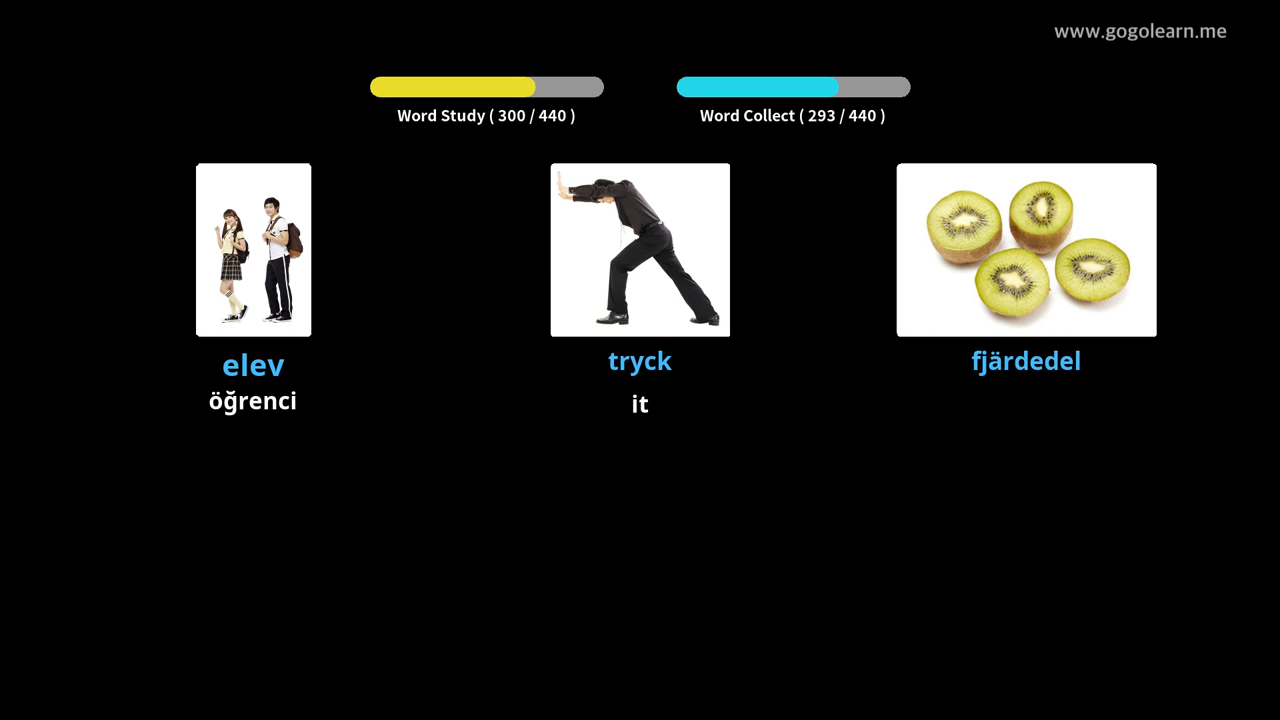 www.gogolearn.me
Word Study ( 300 / 440 )
Word Collect ( 293 / 440 )
elev
öğrenci
tryck
it
fjärdedel